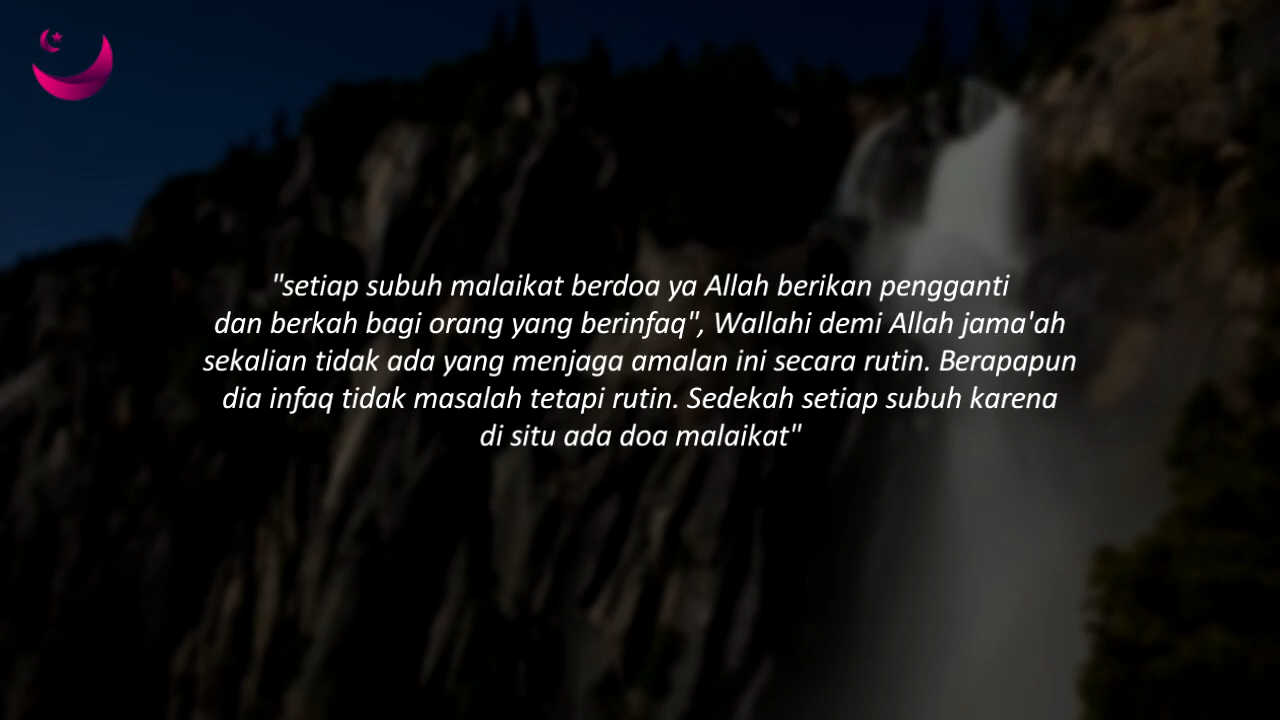 "setiap subuh malaikat berdoa ya Allah berikan pengganti
dan berkah bagi orang yang berinfaq", Wallahi demi Allah jama'ah
sekalian tidak ada yang menjaga amalan ini secara rutin. Berapapun
dia infaq tidak masalah tetapi rutin. Sedekah setiap subuh karena
di situ ada doa malaikat"